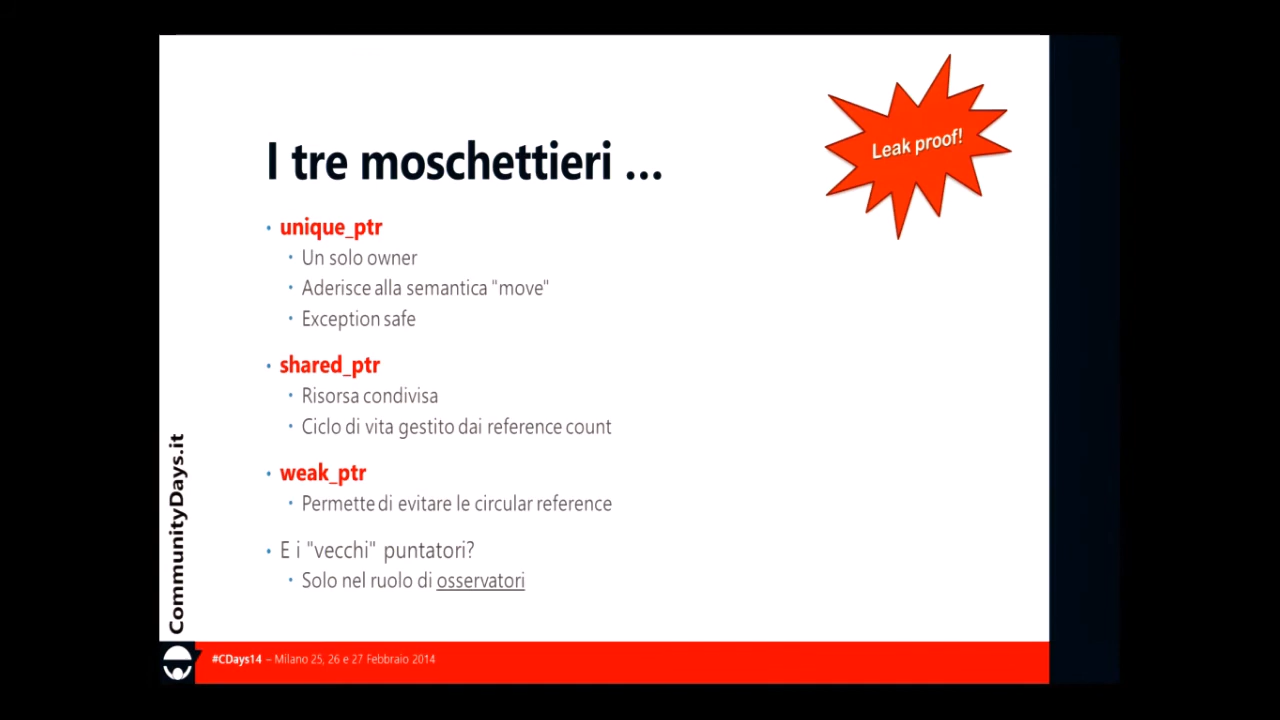 Leak proof!
I tre moschettieri ...
• unique_ptr
• Un solo owner
• Aderisce alla semantica "move"
• Exception safe
• shared_ptr
• Risorsa condivisa
• Ciclo di vita gestito dai reference count
• weak_ptr
• Permette di evitare le circular reference
• E i "vecchi" puntatori?
• Solo nel ruolo di osservatori
CommunityDays.it
#CDays14 – Milano 25, 26 e 27 Febbraio 2014